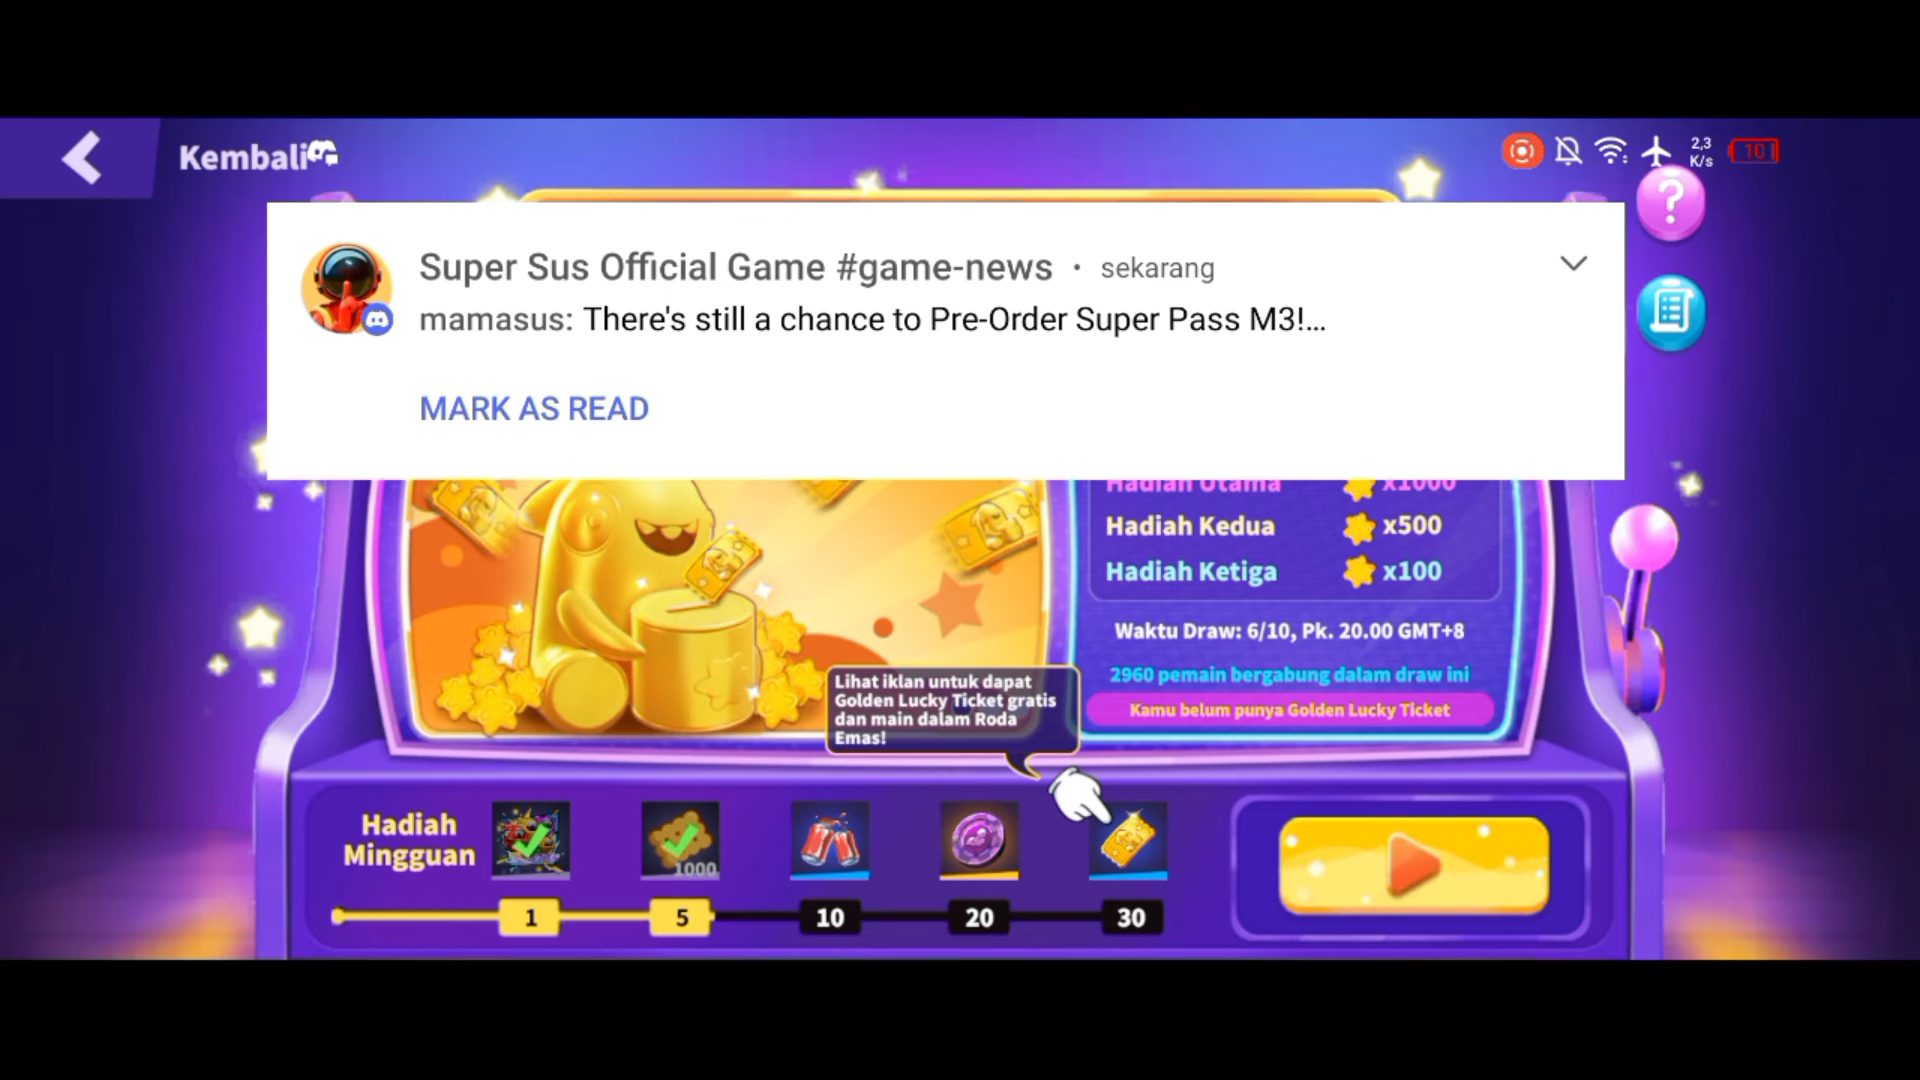 Kembali
2,3
K/s
10
?
Super Sus Official Game #game-news • sekarang
mamasus: There's still a chance to Pre-Order Super Pass M3!...
MARK AS READ
Hadiah Utama x1000
Hadiah Kedua x500
Hadiah Ketiga x100
Waktu Draw: 6/10, Pk. 20.00 GMT+8
2960 pemain bergabung dalam draw ini
Kamu belum punya Golden Lucky Ticket
Lihat iklan untuk dapat
Golden Lucky Ticket gratis
dan main dalam Roda
Emas!
Hadiah
Mingguan
1000
1 5 10 20 30